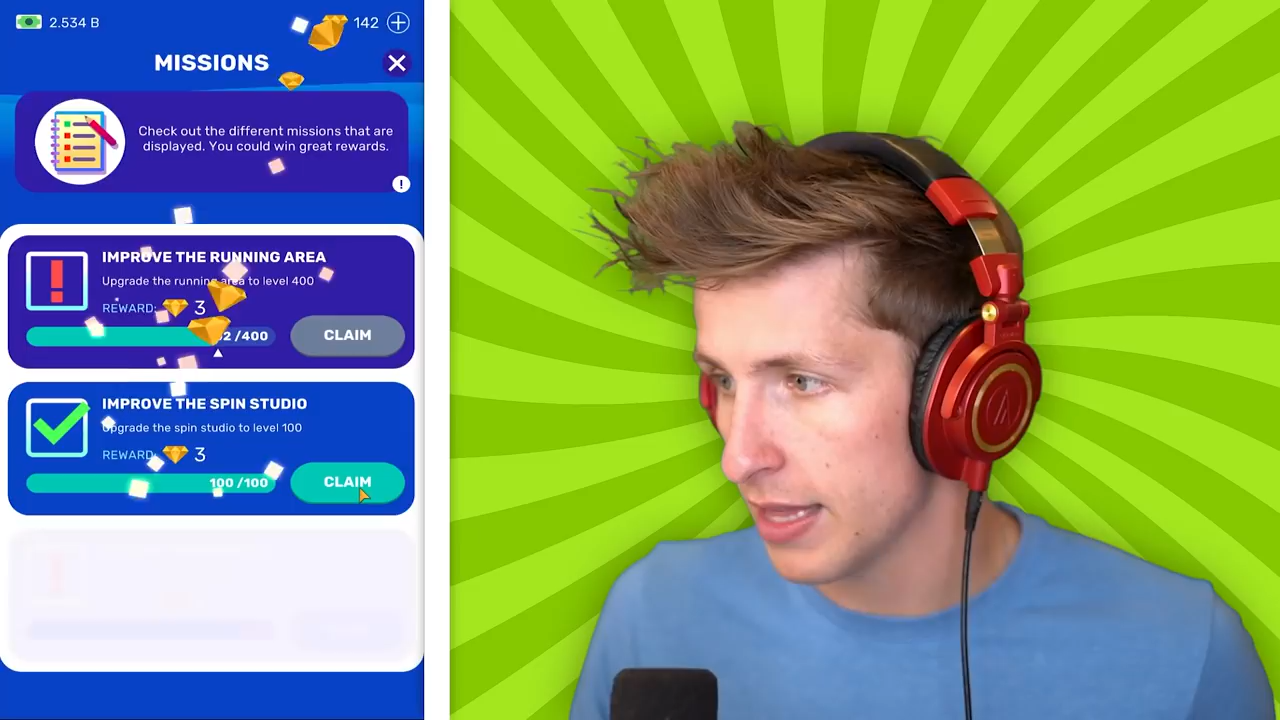 2.534 B
142
MISSIONS
Check out the different missions that are
displayed. You could win great rewards.
IMPROVE THE RUNNING AREA
Upgrade the running area to level 400
REWARD: 3
/400
CLAIM
IMPROVE THE SPIN STUDIO
Upgrade the spin studio to level 100
REWARD: 3
100 /100
CLAIM